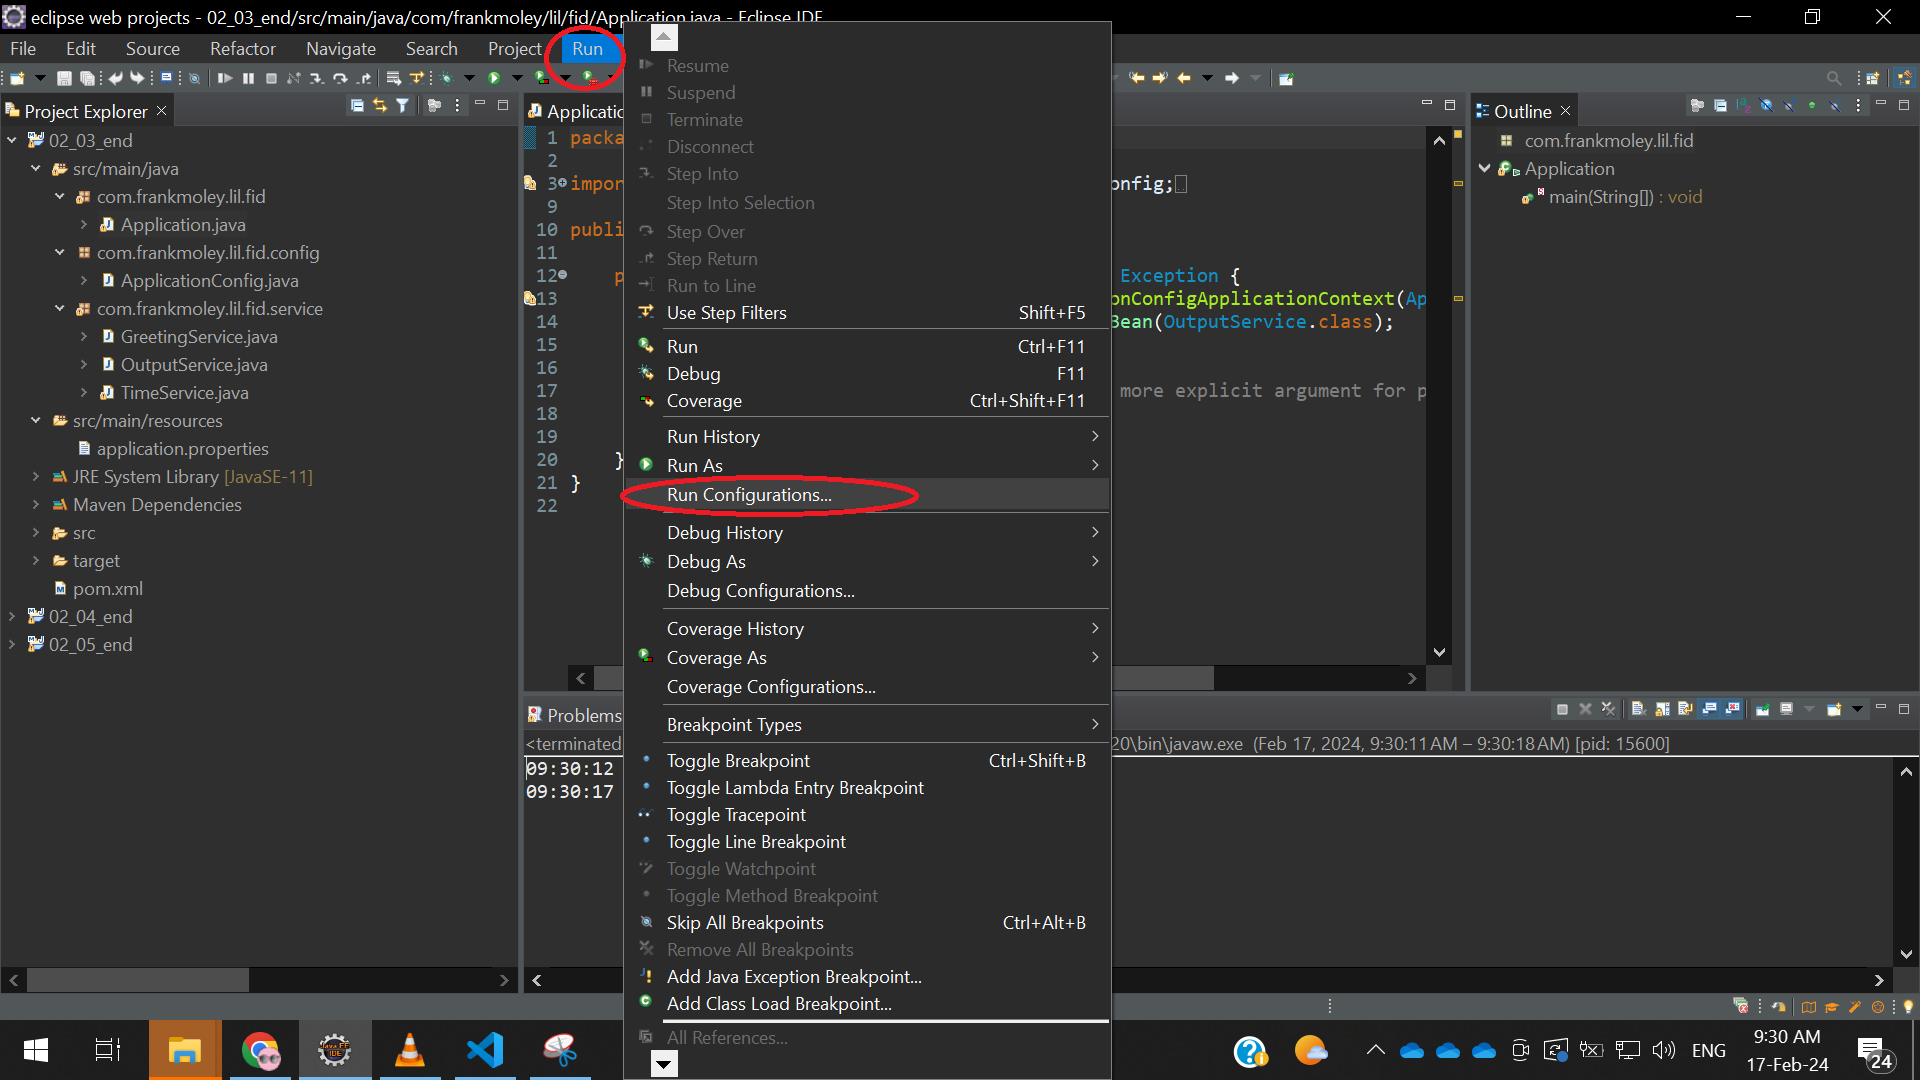 eclipse web projects - 02_03_end/src/main/java/com/frankmoley/lil/fid/Application.java - Eclipse IDE
File Edit Source Refactor Navigate Search Project Run
Project Explorer
02_03_end
src/main/java
com.frankmoley.lil.fid
Application.java
com.frankmoley.lil.fid.config
ApplicationConfig.java
com.frankmoley.lil.fid.service
GreetingService.java
OutputService.java
TimeService.java
src/main/resources
application.properties
JRE System Library [JavaSE-11]
Maven Dependencies
src
target
pom.xml
02_04_end
02_05_end
Applicatio
1 packa
2
3 impor onfig;
9
10 publi
11
12 p Exception {
13 onConfigApplicationContext(Ap
14 Bean(OutputService.class);
15
16
17 more explicit argument for p
18
19
20 }
21 }
22
Resume
Suspend
Terminate
Disconnect
Step Into
Step Into Selection
Step Over
Step Return
Run to Line
Use Step Filters Shift+F5
Run Ctrl+F11
Debug F11
Coverage Ctrl+Shift+F11
Run History
Run As
Run Configurations...
Debug History
Debug As
Debug Configurations...
Coverage History
Coverage As
Coverage Configurations...
Breakpoint Types
Toggle Breakpoint Ctrl+Shift+B
Toggle Lambda Entry Breakpoint
Toggle Tracepoint
Toggle Line Breakpoint
Toggle Watchpoint
Toggle Method Breakpoint
Skip All Breakpoints Ctrl+Alt+B
Remove All Breakpoints
Add Java Exception Breakpoint...
Add Class Load Breakpoint...
All References...
Outline
com.frankmoley.lil.fid
Application
main(String[]) : void
Problems
<terminated 20\bin\javaw.exe (Feb 17, 2024, 9:30:11 AM – 9:30:18 AM) [pid: 15600]
09:30:12
09:30:17
Java EE
IDE
ENG
9:30 AM
17-Feb-24
24